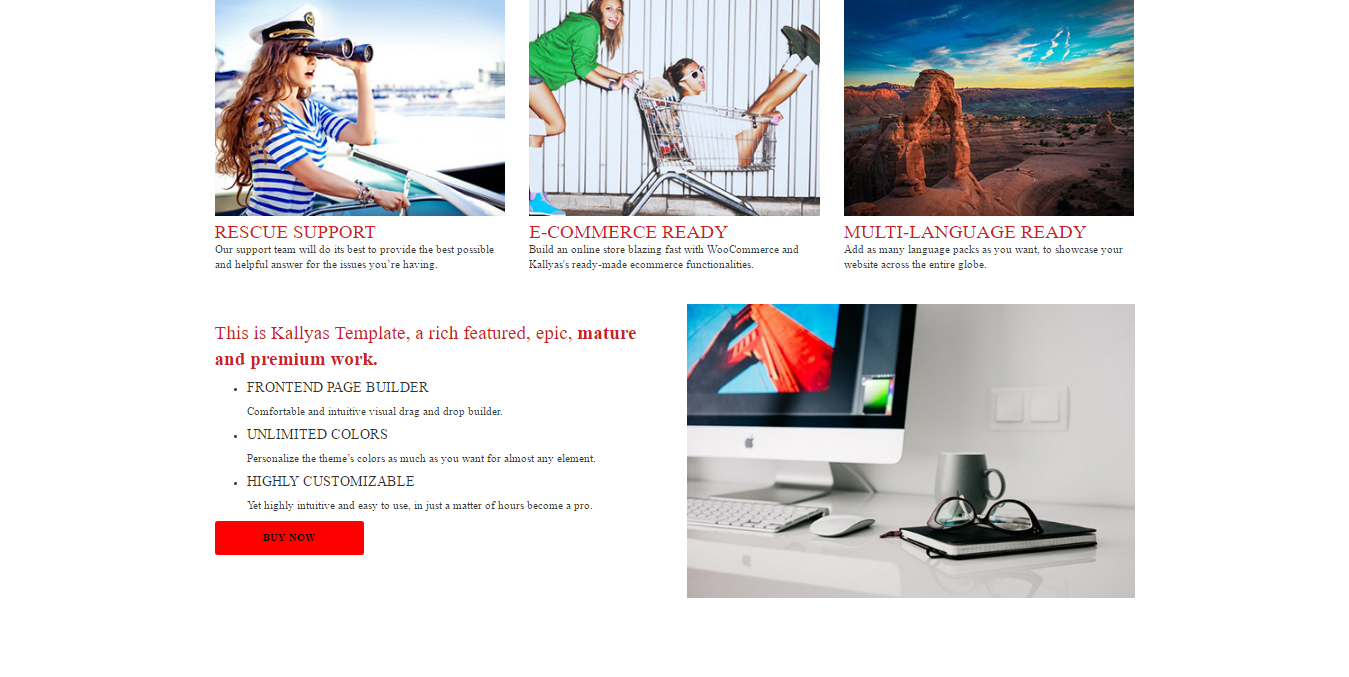 RESCUE SUPPORT
Our support team will do its best to provide the best possible
and helpful answer for the issues you’re having.
E-COMMERCE READY
Build an online store blazing fast with WooCommerce and
Kallyas's ready-made ecommerce functionalities.
MULTI-LANGUAGE READY
Add as many language packs as you want, to showcase your
website across the entire globe.
This is Kallyas Template, a rich featured, epic, mature
and premium work.
• FRONTEND PAGE BUILDER
Comfortable and intuitive visual drag and drop builder.
• UNLIMITED COLORS
Personalize the theme’s colors as much as you want for almost any element.
• HIGHLY CUSTOMIZABLE
Yet highly intuitive and easy to use, in just a matter of hours become a pro.
BUY NOW